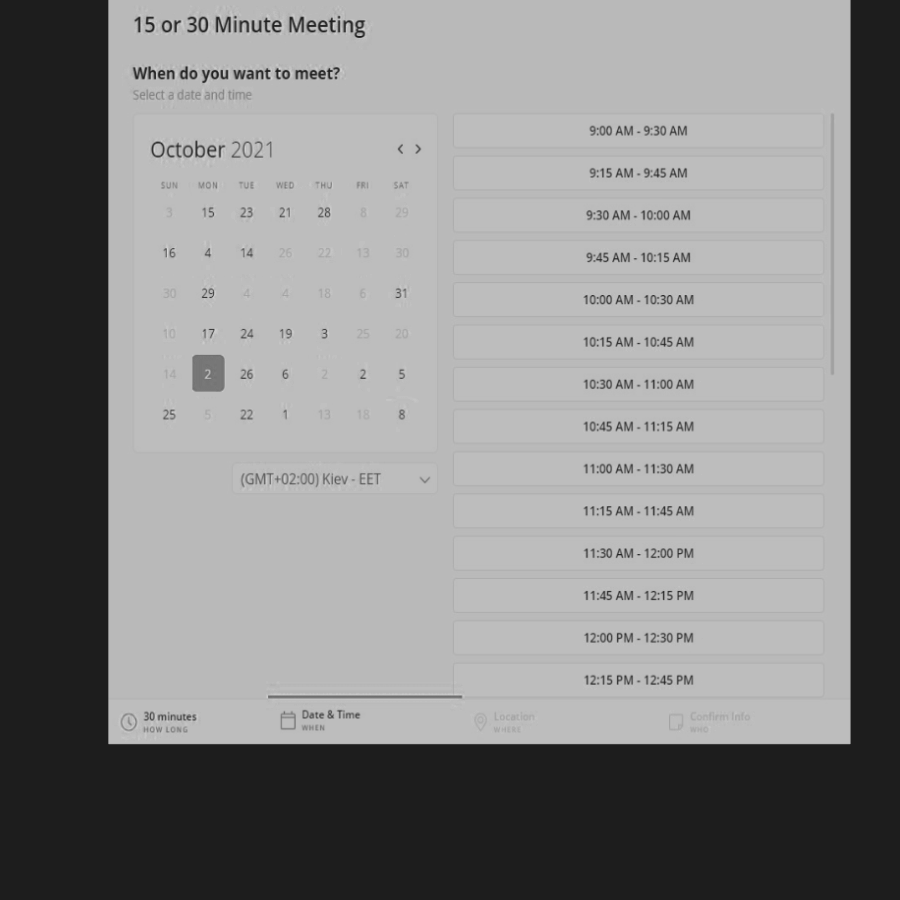 15 or 30 Minute Meeting
When do you want to meet?
Select a date and time
October 2021
SUN MON TUE WED THU FRI SAT
3 15 23 21 28 8 29
16 4 14 26 22 13 30
30 29 4 4 18 6 31
10 17 24 19 3 25 20
14 2 26 6 2 2 5
25 5 22 1 13 18 8
(GMT+02:00) Kiev - EET
9:00 AM - 9:30 AM
9:15 AM - 9:45 AM
9:30 AM - 10:00 AM
9:45 AM - 10:15 AM
10:00 AM - 10:30 AM
10:15 AM - 10:45 AM
10:30 AM - 11:00 AM
10:45 AM - 11:15 AM
11:00 AM - 11:30 AM
11:15 AM - 11:45 AM
11:30 AM - 12:00 PM
11:45 AM - 12:15 PM
12:00 PM - 12:30 PM
12:15 PM - 12:45 PM
30 minutes
HOW LONG
Date & Time
WHEN
Location
WHERE
Confirm Info
WHO